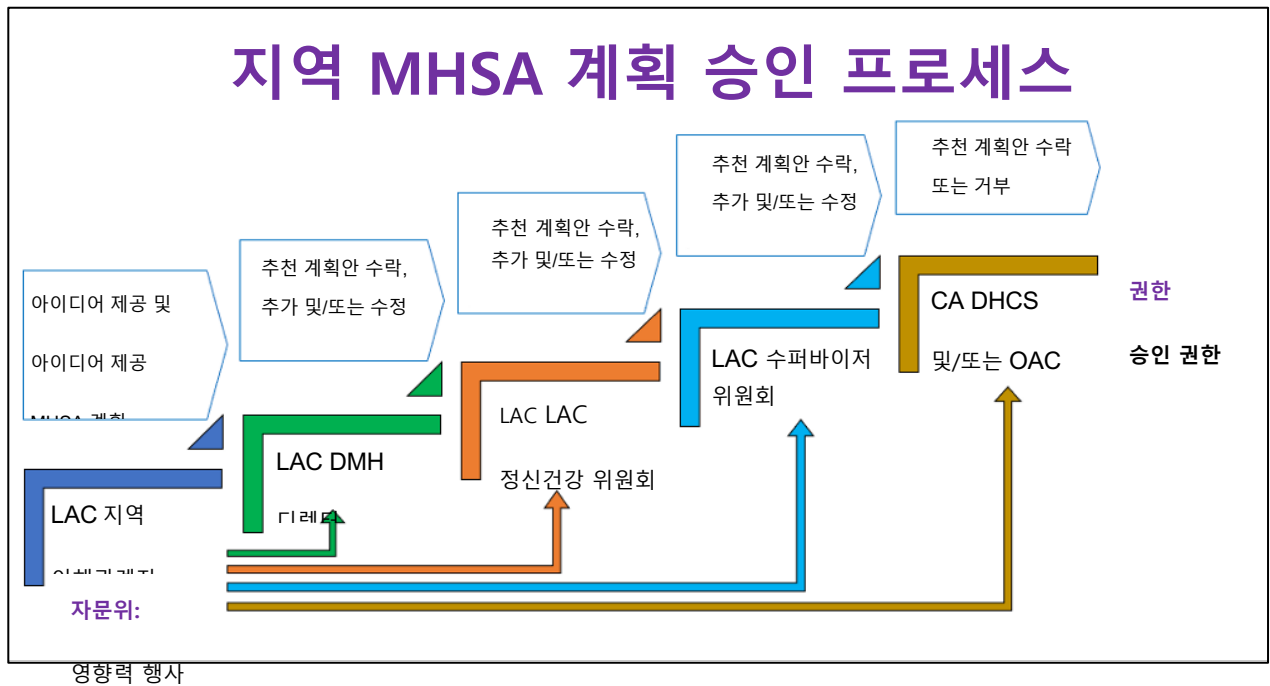 지역 MHSA 계획 승인 프로세스
아이디어 제공 및
아이디어 제공
MHSA 계획
LAC 지역
추천 계획안 수락,
추가 및/또는 수정
LAC DMH
추천 계획안 수락,
추가 및/또는 수정
LAC LAC
정신건강 위원회
추천 계획안 수락,
추가 및/또는 수정
LAC 수퍼바이저
위원회
추천 계획안 수락
또는 거부
CA DHCS
및/또는 OAC
권한
승인 권한
자문위:
영향력 행사